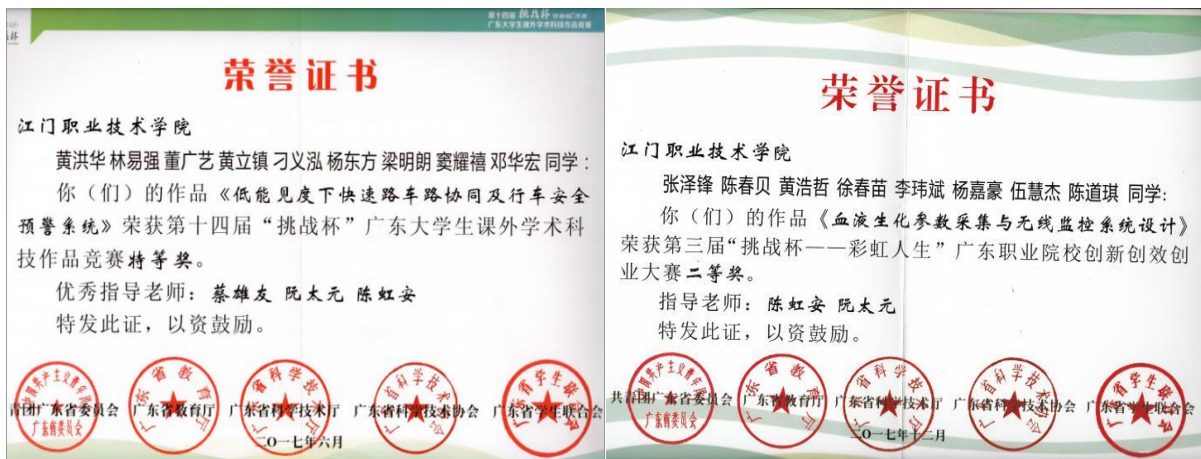 第十四届 挑战杯
广东大学生课外学术科技作品竞赛
荣誉证书
江门职业技术学院
黄洪华 林易强 董广艺 黄立镇 刁义泓 杨东方 梁明朗 窦耀禧 邓华宏 同学：
你（们）的作品《低能见度下快速路车路协同及行车安全
预警系统》荣获第十四届“挑战杯”广东大学生课外学术科
技作品竞赛特等奖。
优秀指导老师：蔡雄友 阮太元 陈虹安
特发此证，以资鼓励。
青团广东省委员会 广东省教育厅 广东省科学技术厅 广东省科学技术协会 广东省学生联合会
二〇一七年六月
荣誉证书
江门职业技术学院
张泽锋 陈春贝 黄浩哲 徐春苗 李玮斌 杨嘉豪 伍慧杰 陈道琪 同学:
你（们）的作品《血液生化参数采集与无线监控系统设计》
荣获第三届“挑战杯——彩虹人生”广东职业院校创新创效创
业大赛二等奖。
指导老师：陈虹安 阮太元
特发此证，以资鼓励。
共青团广东省委员会 广东省教育厅 广东省科学技术厅 广东省科学技术协会 广东省学生联合会
二〇一七年十二月